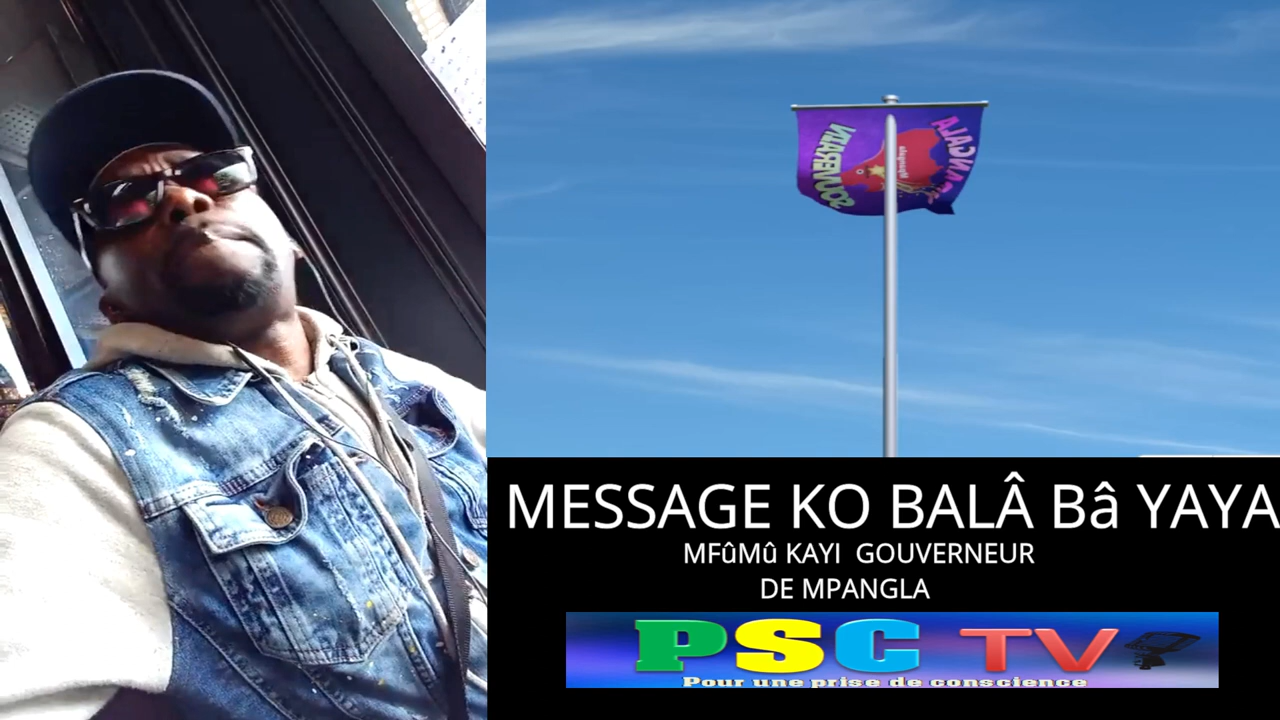 MESSAGE KO BALÂ Bâ YAYA
MFûMû KAYI GOUVERNEUR
DE MPANGLA
PSC TV
Pour une prise de conscience